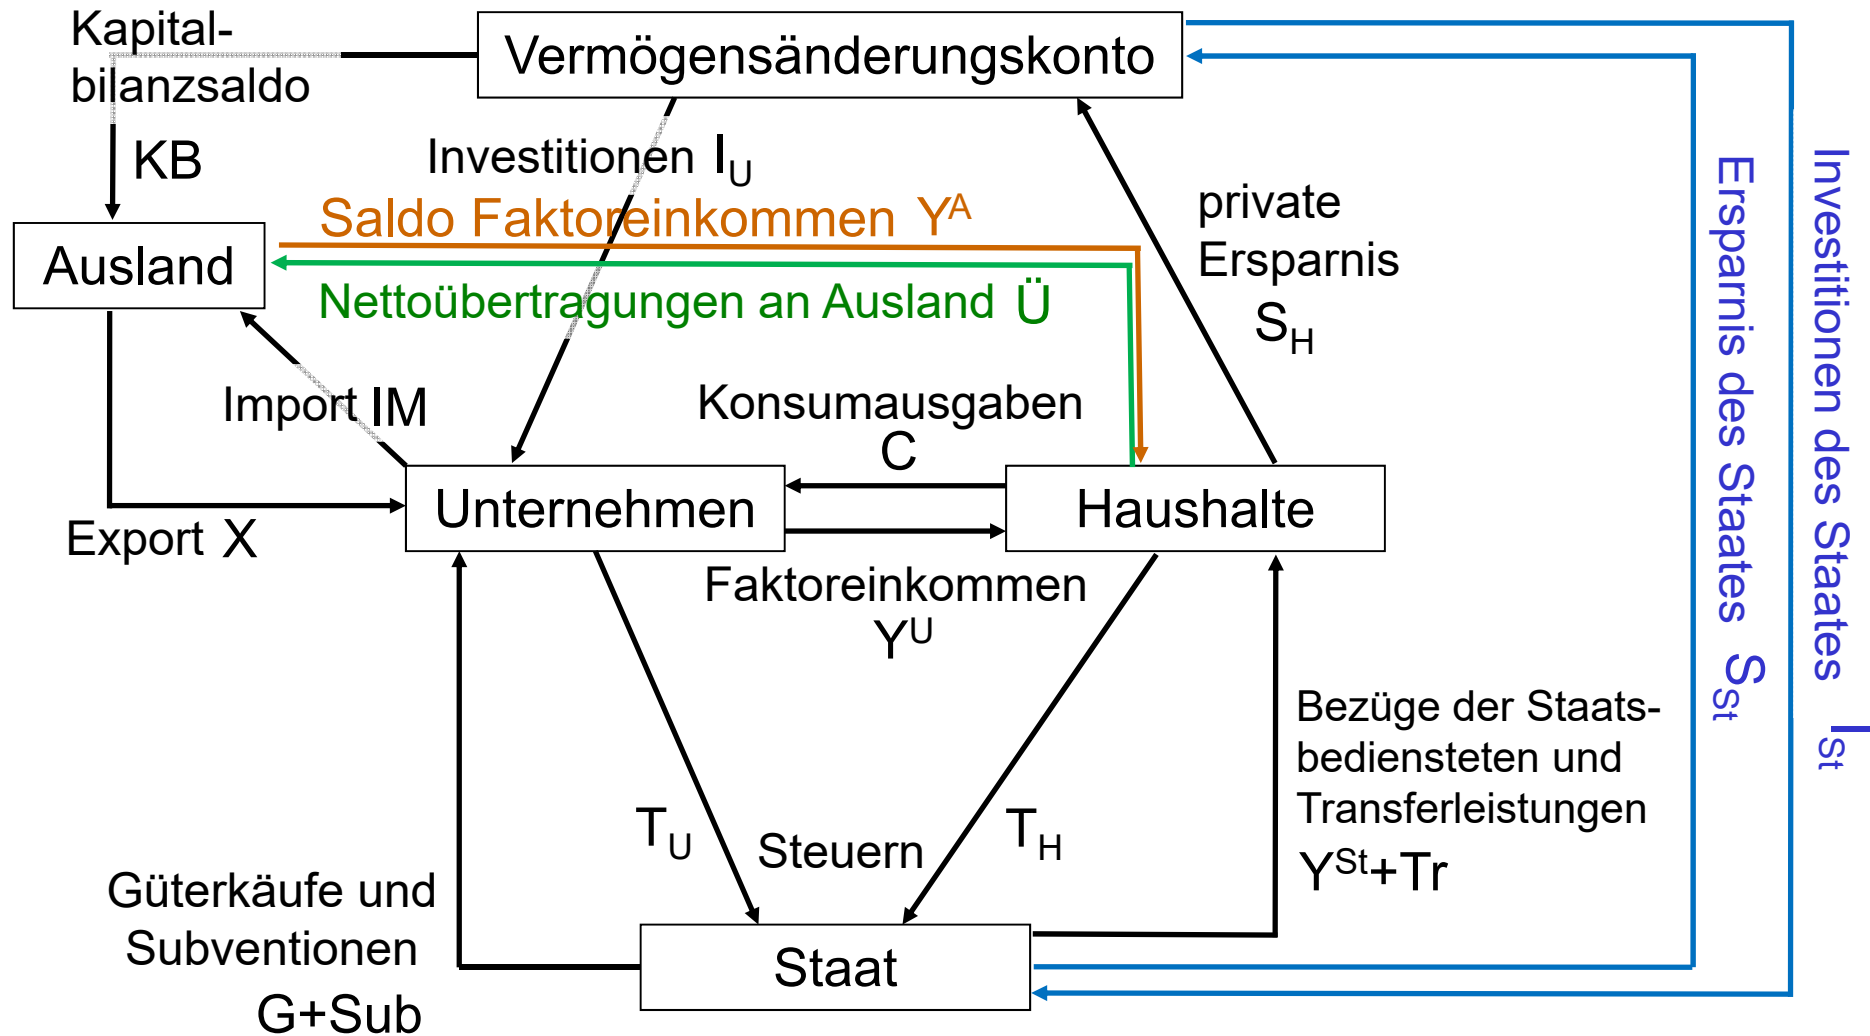 Kapital-
bilanzsaldo
KB
Vermögensänderungskonto
Investitionen I_U
Saldo Faktoreinkommen Y^A
Ausland
Nettoübertragungen an Ausland Ü
private
Ersparnis
S_H
Import IM
Konsumausgaben
C
Unternehmen
Haushalte
Export X
Faktoreinkommen
Y^U
T_U
Steuern
T_H
Bezüge der Staats-
bediensteten und
Transferleistungen
Y^St+Tr
Güterkäufe und
Subventionen
G+Sub
Staat
Ersparnis des Staates S_St
Investitionen des Staates I_St